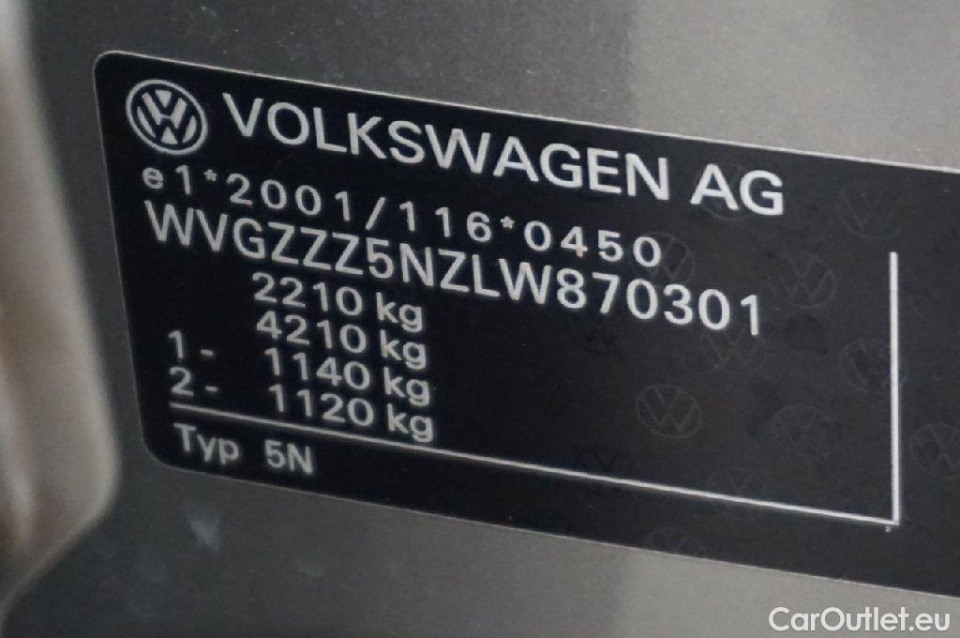 VOLKSWAGEN AG
e1*2001/116*0450
WVGZZZ5NZLW870301
2210 kg
4210 kg
1- 1140 kg
2- 1120 kg
Typ 5N
CarOutlet.eu